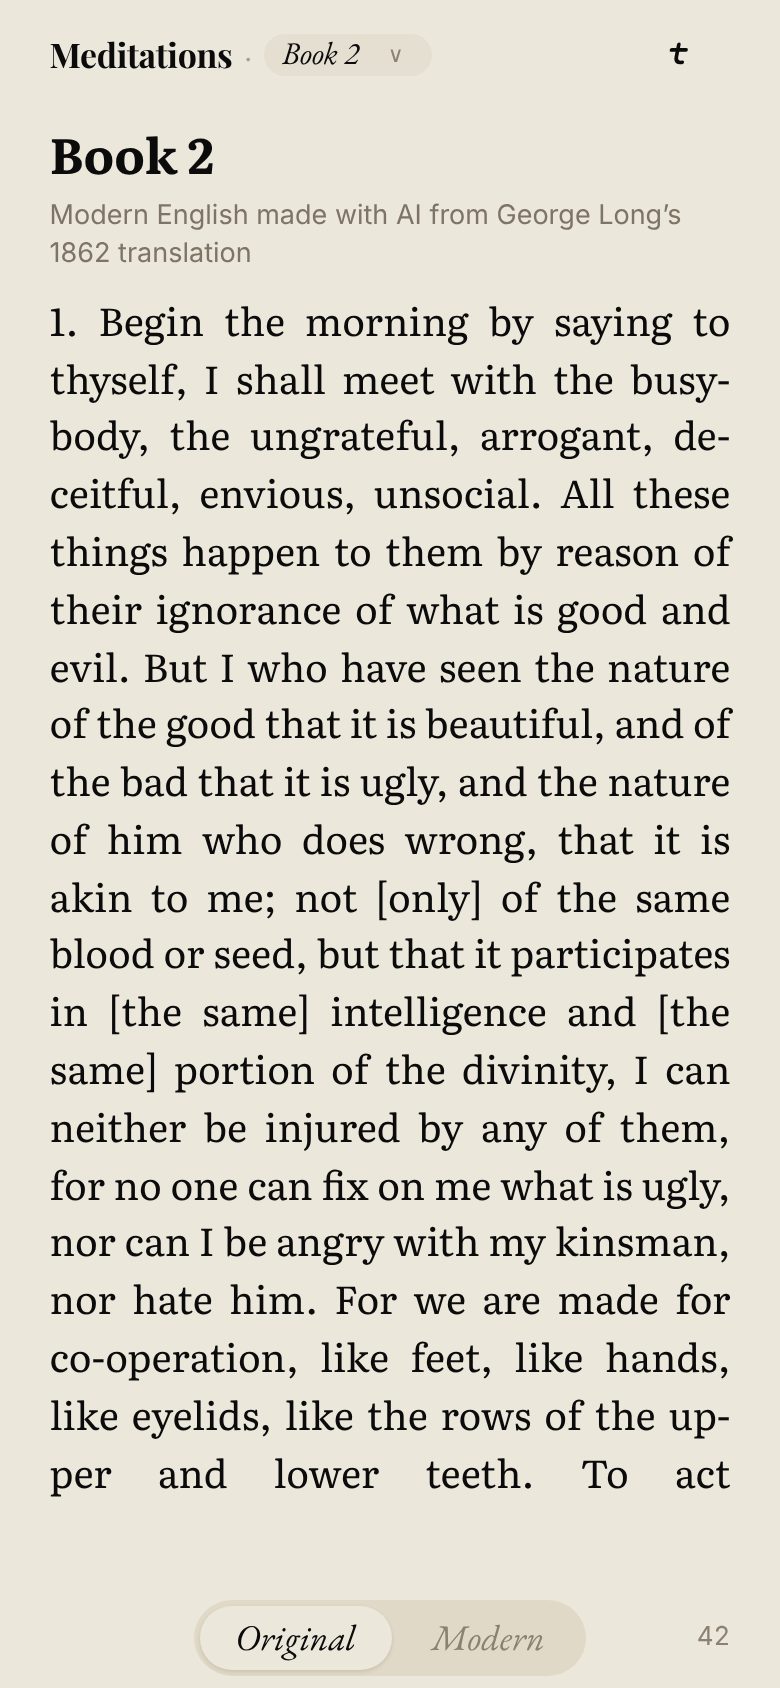 Meditations · Book 2 ∨ t
Book 2
Modern English made with AI from George Long’s
1862 translation
1. Begin the morning by saying to
thyself, I shall meet with the busy-
body, the ungrateful, arrogant, de-
ceitful, envious, unsocial. All these
things happen to them by reason of
their ignorance of what is good and
evil. But I who have seen the nature
of the good that it is beautiful, and of
the bad that it is ugly, and the nature
of him who does wrong, that it is
akin to me; not [only] of the same
blood or seed, but that it participates
in [the same] intelligence and [the
same] portion of the divinity, I can
neither be injured by any of them,
for no one can fix on me what is ugly,
nor can I be angry with my kinsman,
nor hate him. For we are made for
co-operation, like feet, like hands,
like eyelids, like the rows of the up-
per and lower teeth. To act
Original Modern 42